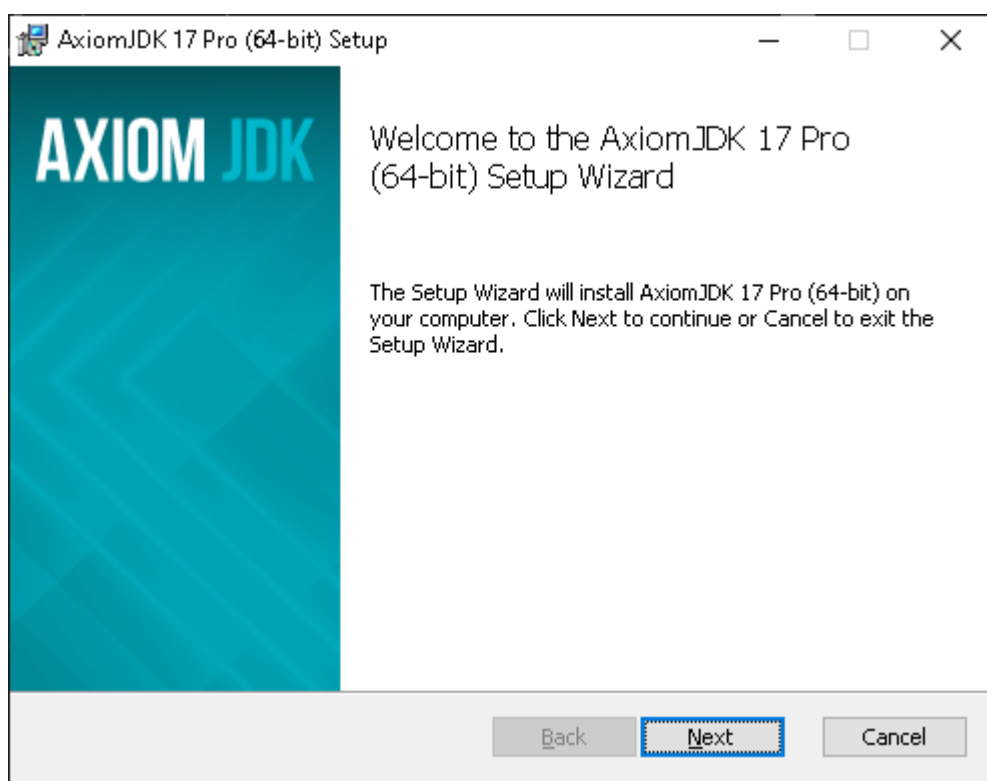 AxiomJDK 17 Pro (64-bit) Setup
AXIOM JDK
Welcome to the AxiomJDK 17 Pro
(64-bit) Setup Wizard
The Setup Wizard will install AxiomJDK 17 Pro (64-bit) on
your computer. Click Next to continue or Cancel to exit the
Setup Wizard.
Back
Next
Cancel